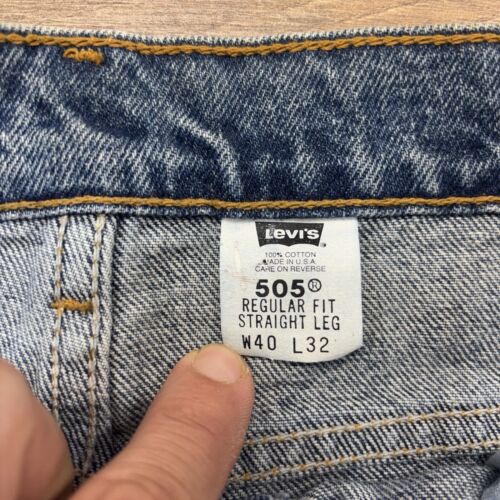 Levi's
100% COTTON
MADE IN U.S.A.
CARE ON REVERSE
505®
REGULAR FIT
STRAIGHT LEG
W40 L32